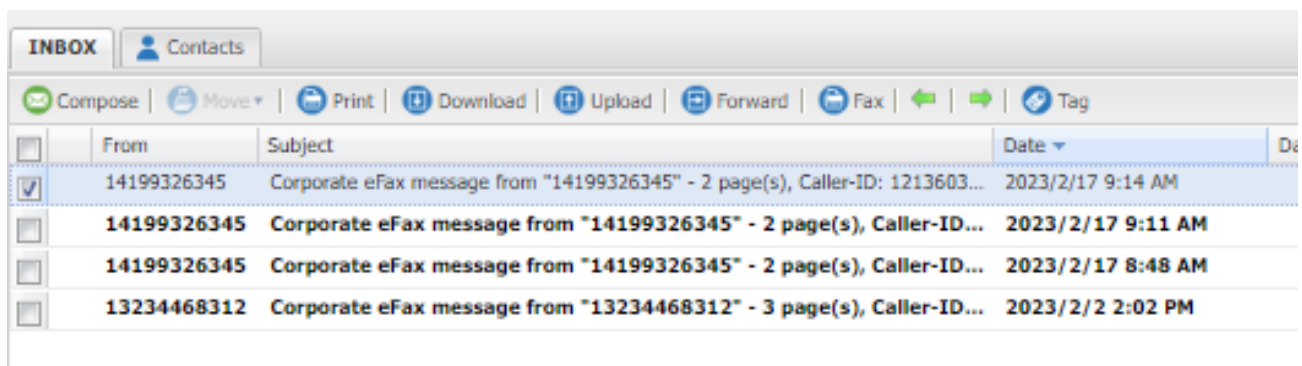 INBOX Contacts
Compose | Move | Print | Download | Upload | Forward | Fax | | Tag
From Subject Date Da
14199326345 Corporate eFax message from "14199326345" - 2 page(s), Caller-ID: 1213603... 2023/2/17 9:14 AM
14199326345 Corporate eFax message from "14199326345" - 2 page(s), Caller-ID... 2023/2/17 9:11 AM
14199326345 Corporate eFax message from "14199326345" - 2 page(s), Caller-ID... 2023/2/17 8:48 AM
13234468312 Corporate eFax message from "13234468312" - 3 page(s), Caller-ID... 2023/2/2 2:02 PM